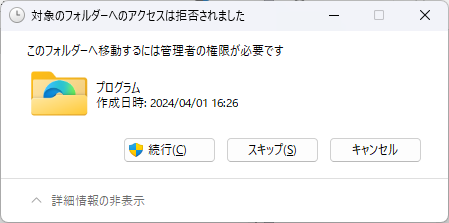 対象のフォルダーへのアクセスは拒否されました
このフォルダーへ移動するには管理者の権限が必要です
プログラム
作成日時: 2024/04/01 16:26
続行(C)
スキップ(S)
キャンセル
詳細情報の非表示